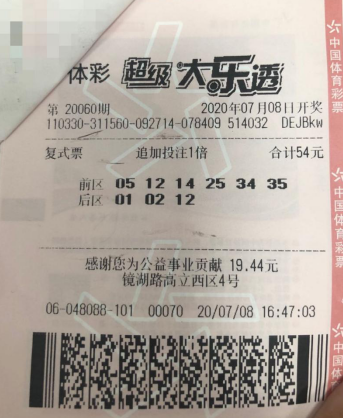 体彩 超级大乐透
第 20060期 2020年07月08日开奖
110330-311560-092714-078409 514032 DEJBkw
复式票 追加投注1倍 合计54元
前区 05 12 14 25 34 35
后区 01 02 12
感谢您为公益事业贡献 19.44元
镜湖路高立西区4号
06-048088-101 00070 20/07/08 16:47:03
中国体育彩票
中国体育彩票
中国体育彩票